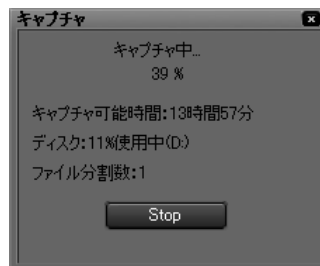 キャプチャ
キャプチャ中...
39 %
キャプチャ可能時間:13時間57分
ディスク:11%使用中(D:)
ファイル分割数:1
Stop